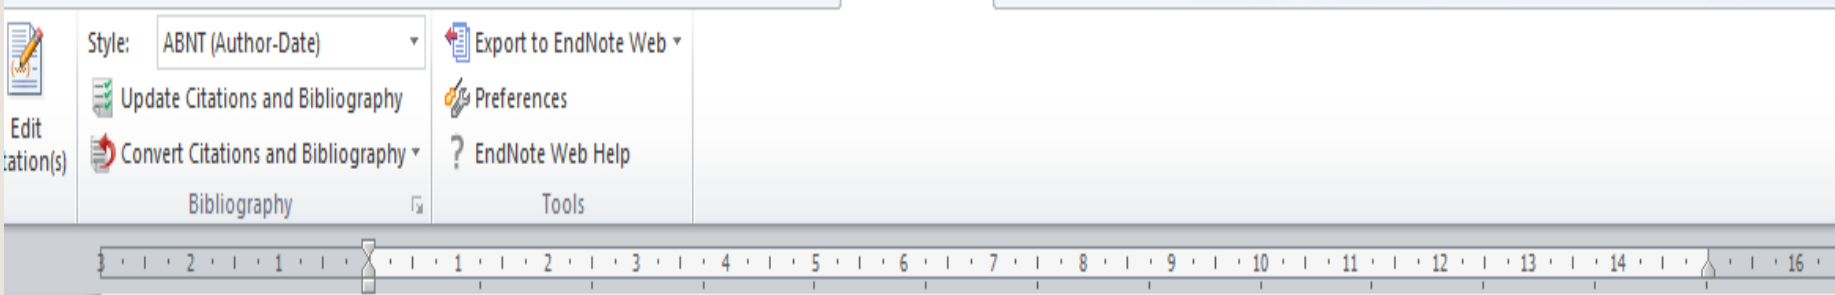 Edit
tation(s)
Style: ABNT (Author-Date)
Update Citations and Bibliography
Convert Citations and Bibliography
Bibliography
Export to EndNote Web
Preferences
? EndNote Web Help
Tools
3 2 1 1 2 3 4 5 6 7 8 9 10 11 12 13 14 16